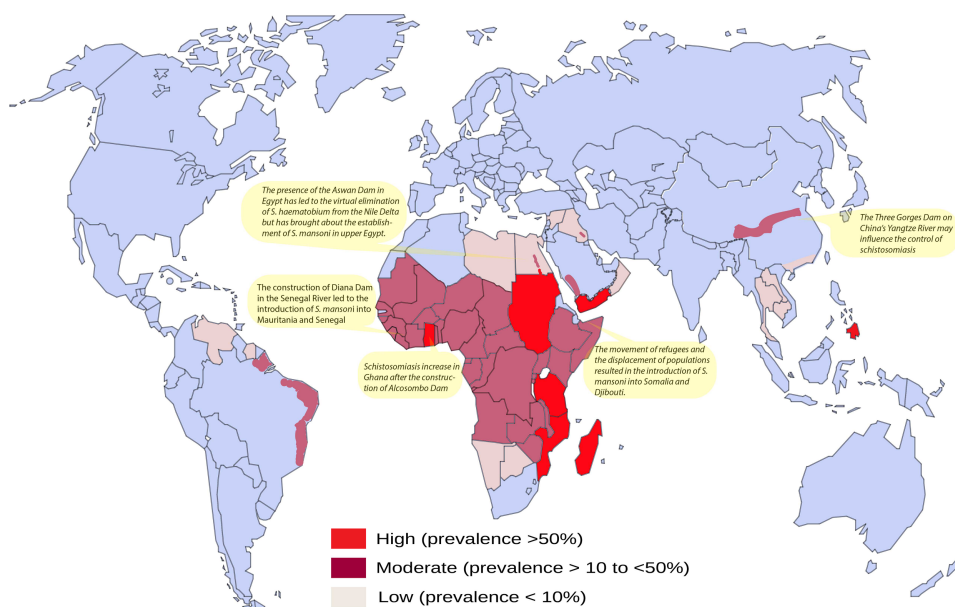 The presence of the Aswan Dam in
Egypt has led to the virtual elimination
of S. haematobium from the Nile Delta
but has brought about the establish-
ment of S. mansoni in upper Egypt.
The Three Gorges Dam on
China's Yangtze River may
influence the control of
schistosomiasis
The construction of Diana Dam
in the Senegal River led to the
introduction of S. mansoni into
Mauritania and Senegal
Schistosomiasis increase in
Ghana after the construc-
tion of Alcosombo Dam
The movement of refugees and
the displacement of populations
resulted in the introduction of S.
mansoni into Somalia and
Djibouti.
High (prevalence >50%)
Moderate (prevalence > 10 to <50%)
Low (prevalence < 10%)